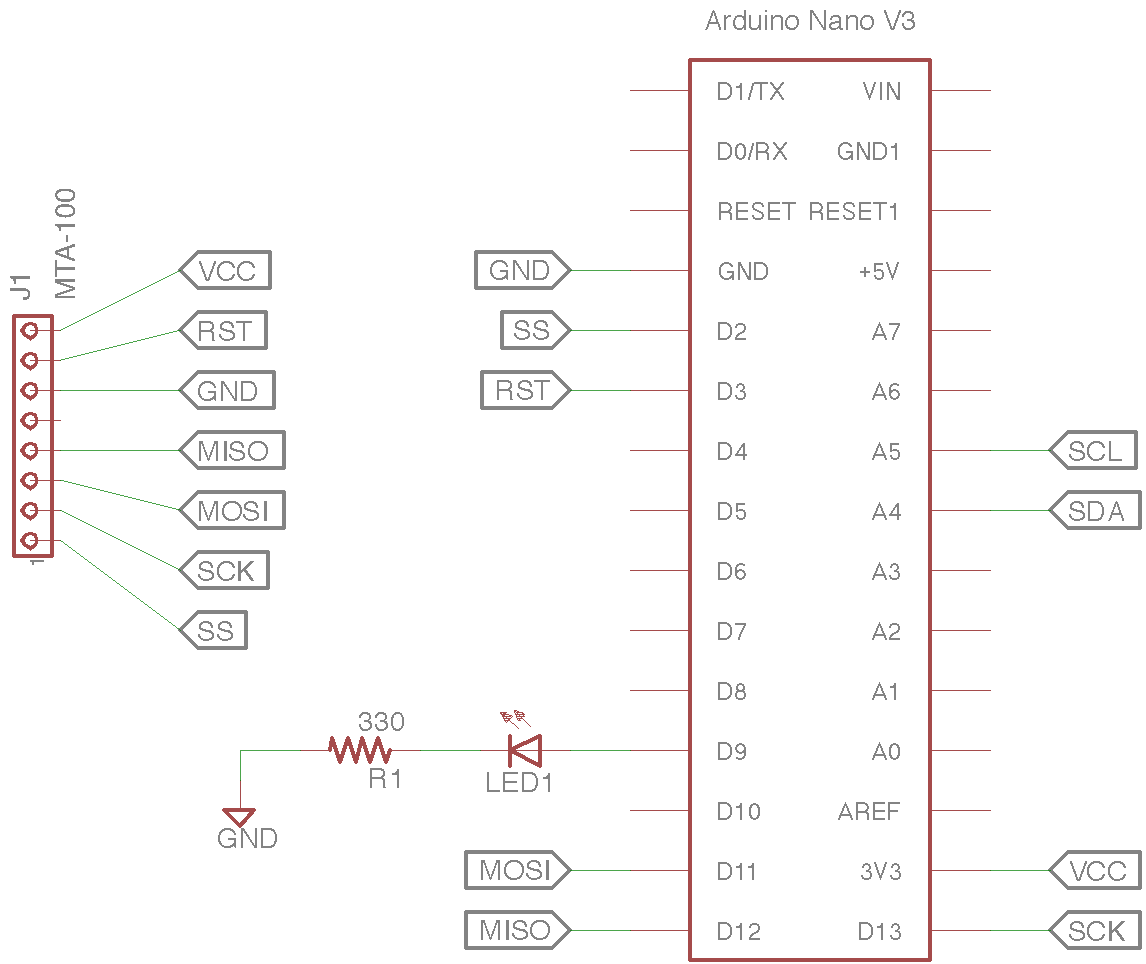 Arduino Nano V3
J1
MTA-100
1
VCC
RST
GND
MISO
MOSI
SCK
SS
GND
SS
RST
330
R1
LED1
GND
MOSI
MISO
D1/TX VIN
D0/RX GND1
RESET RESET1
GND +5V
D2 A7
D3 A6
D4 A5
D5 A4
D6 A3
D7 A2
D8 A1
D9 A0
D10 AREF
D11 3V3
D12 D13
SCL
SDA
VCC
SCK